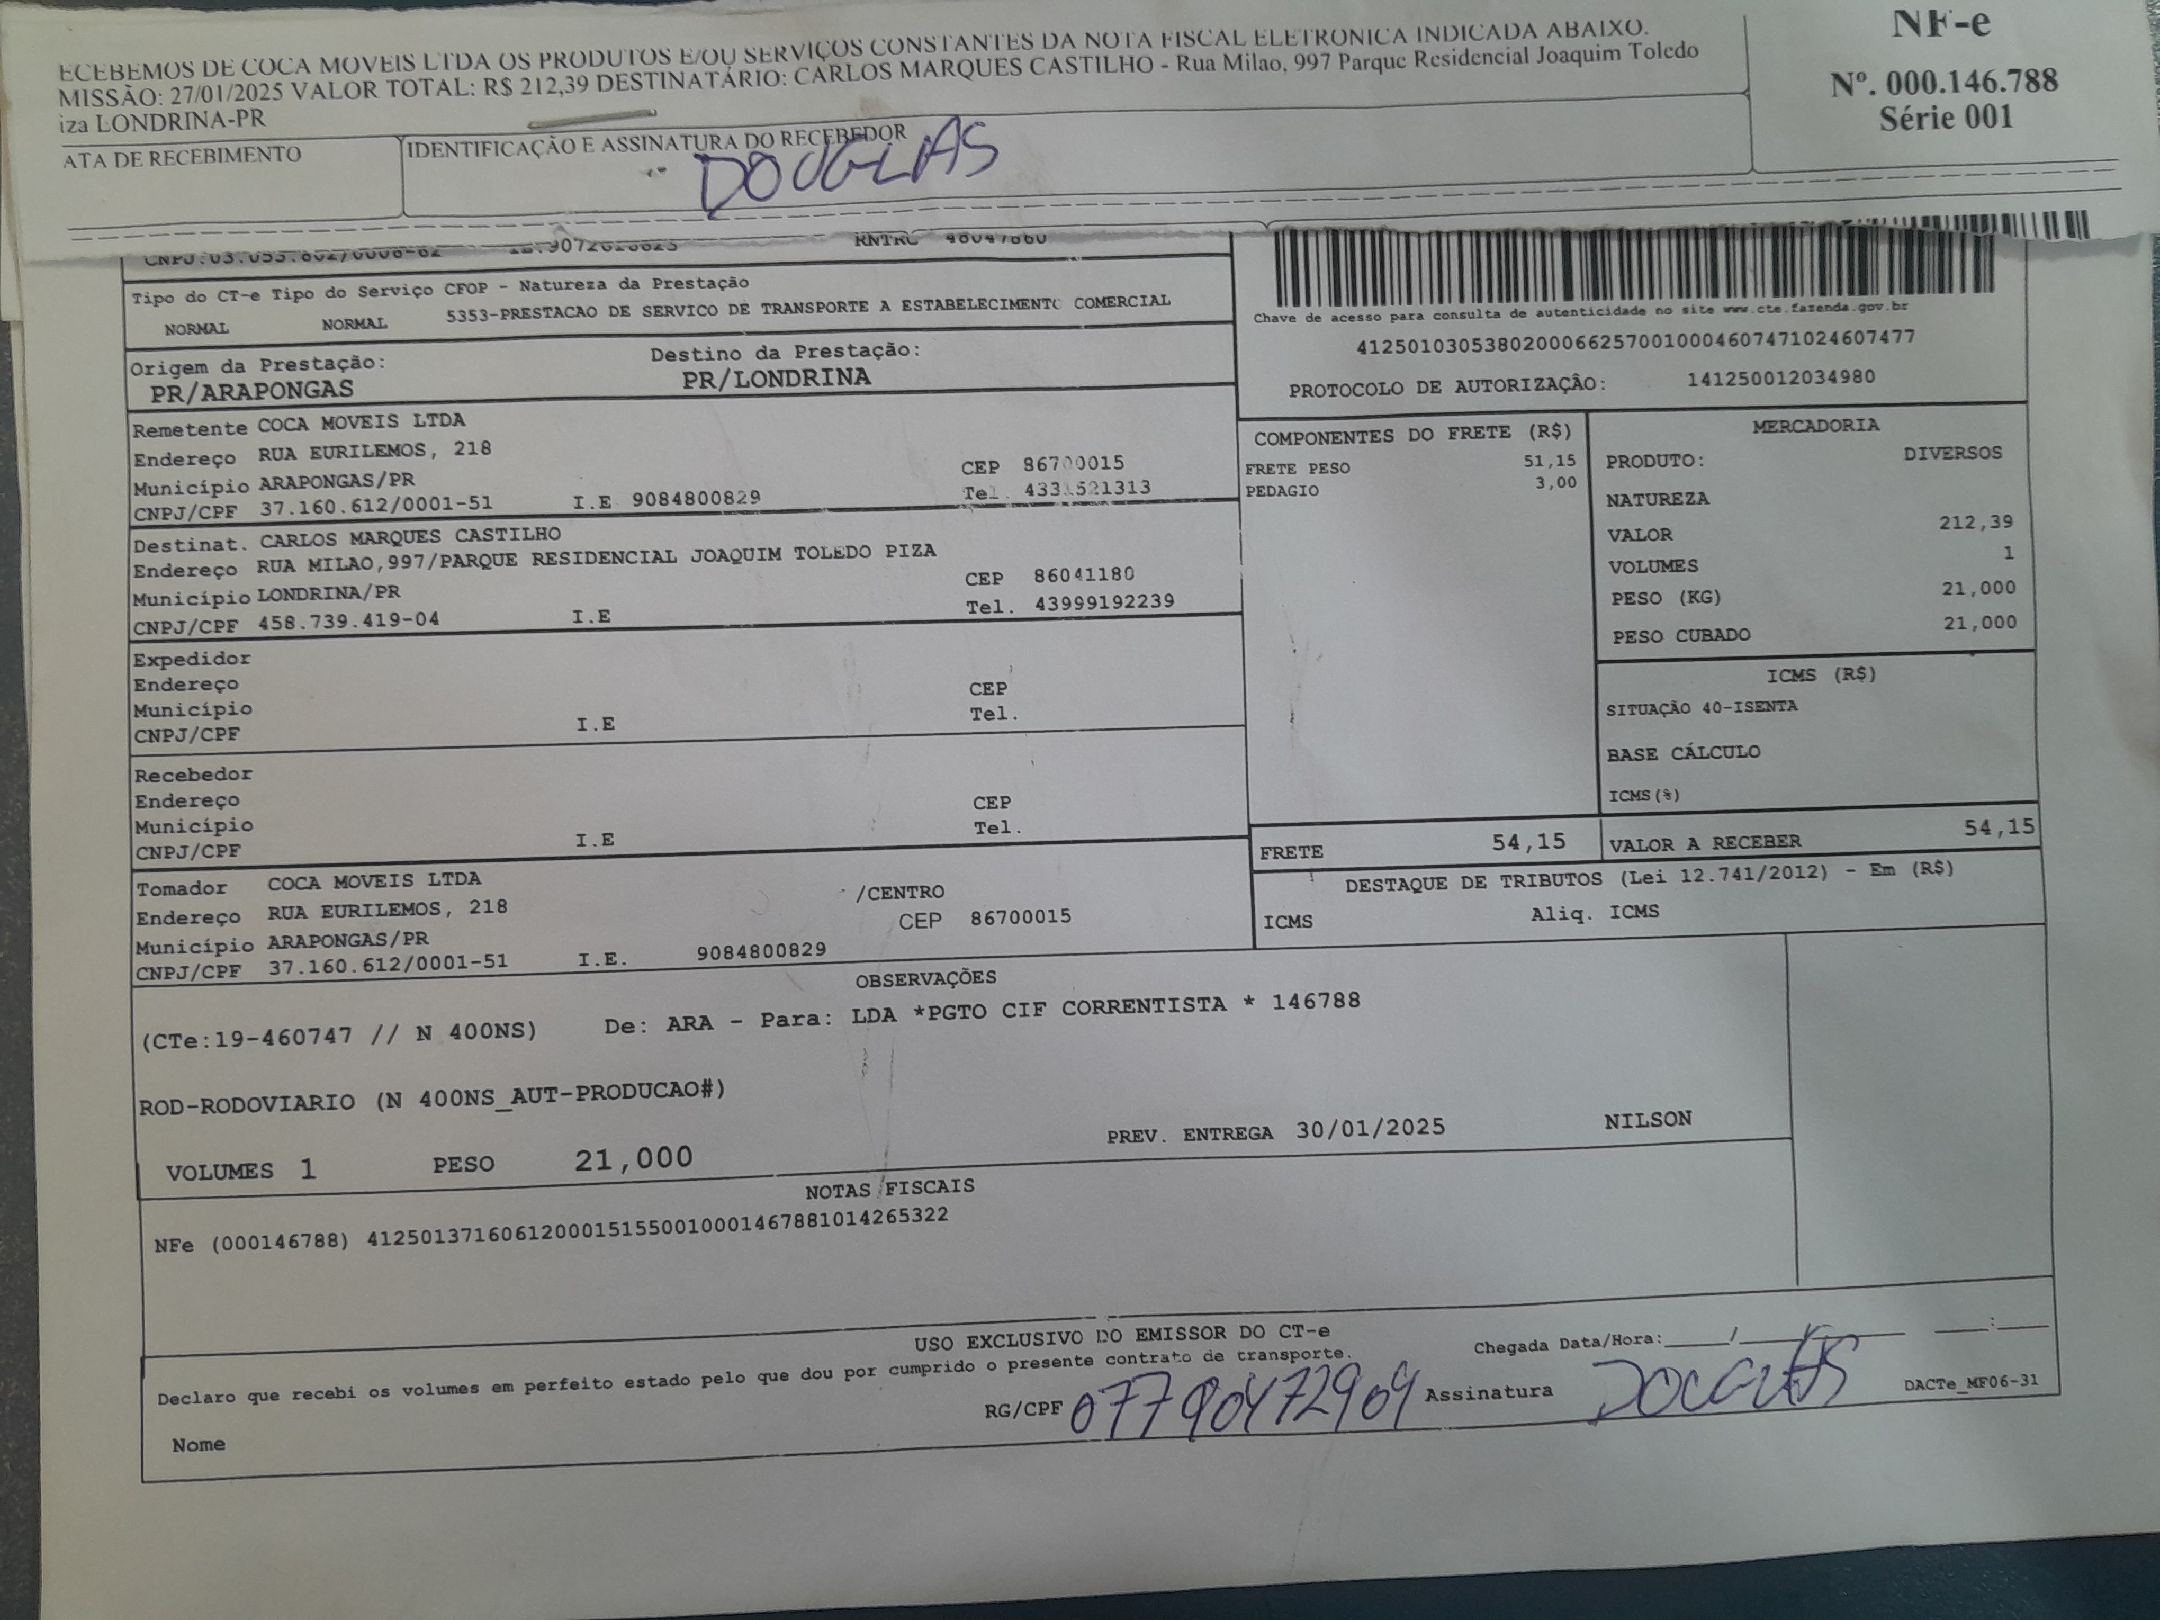 ECEBEMOS DE COCA MOVEIS LTDA OS PRODUTOS E/OU SERVIÇOS CONSTANTES DA NOTA FISCAL ELETRONICA INDICADA ABAIXO.
MISSÃO: 27/01/2025 VALOR TOTAL: R$ 212,39 DESTINATÁRIO: CARLOS MARQUES CASTILHO - Rua Milao, 997 Parque Residencial Joaquim Toledo
iza LONDRINA-PR
NF-e
Nº. 000.146.788
Série 001
ATA DE RECEBIMENTO
IDENTIFICAÇÃO E ASSINATURA DO RECEBEDOR
DOUGLAS
RNTRC
Tipo do CT-e Tipo do Serviço CFOP - Natureza da Prestação
NORMAL NORMAL 5353-PRESTACAO DE SERVICO DE TRANSPORTE A ESTABELECIMENTO COMERCIAL
Chave de acesso para consulta de autenticidade no site www.cte.fazenda.gov.br
41250103053802000662570010004607471024607477
PROTOCOLO DE AUTORIZAÇÃO: 141250012034980
Origem da Prestação: Destino da Prestação:
PR/ARAPONGAS PR/LONDRINA
Remetente COCA MOVEIS LTDA
Endereço RUA EURILEMOS, 218
Município ARAPONGAS/PR CEP 86700015
CNPJ/CPF 37.160.612/0001-51 I.E 9084800829 Tel.
Destinat. CARLOS MARQUES CASTILHO
Endereço RUA MILAO,997/PARQUE RESIDENCIAL JOAQUIM TOLEDO PIZA
Município LONDRINA/PR CEP 86041180
CNPJ/CPF 458.739.419-04 I.E Tel. 43999192239
Expedidor
Endereço
Município CEP
CNPJ/CPF I.E Tel.
Recebedor
Endereço
Município CEP
CNPJ/CPF I.E Tel.
Tomador COCA MOVEIS LTDA
Endereço RUA EURILEMOS, 218 /CENTRO
Município ARAPONGAS/PR CEP 86700015
CNPJ/CPF 37.160.612/0001-51 I.E. 9084800829
COMPONENTES DO FRETE (R$)
FRETE PESO 51,15
PEDAGIO 3,00
MERCADORIA
PRODUTO: DIVERSOS
NATUREZA
VALOR 212,39
VOLUMES 1
PESO (KG) 21,000
PESO CUBADO 21,000
ICMS (R$)
SITUAÇÃO 40-ISENTA
BASE CÁLCULO
ICMS(%)
FRETE 54,15 VALOR A RECEBER 54,15
DESTAQUE DE TRIBUTOS (Lei 12.741/2012) - Em (R$)
ICMS Aliq. ICMS
OBSERVAÇÕES
(CTe:19-460747 // N 400NS) De: ARA - Para: LDA *PGTO CIF CORRENTISTA * 146788
ROD-RODOVIARIO (N 400NS_AUT-PRODUCAO#)
VOLUMES 1 PESO 21,000 PREV. ENTREGA 30/01/2025 NILSON
NOTAS FISCAIS
NFe (000146788) 41250137160612000151550010001467881014265322
USO EXCLUSIVO DO EMISSOR DO CT-e
Declaro que recebi os volumes em perfeito estado pelo que dou por cumprido o presente contrato de transporte.
Chegada Data/Hora:____/____ ____:____
Nome RG/CPF 07790472909 Assinatura DOUGLAS DACTe_MF06-31